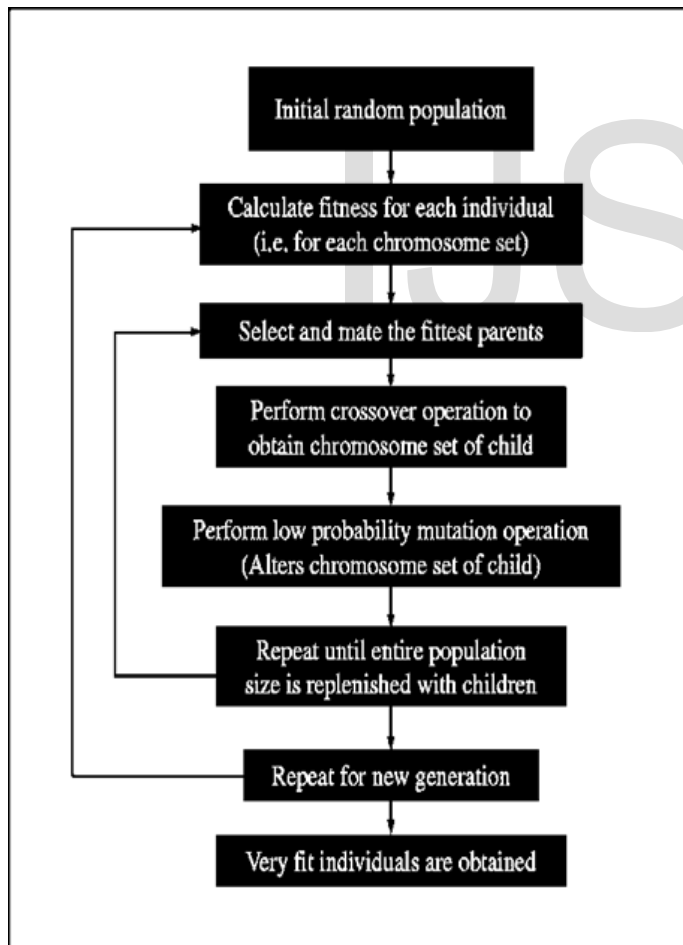 Initial random population
IJS
Calculate fitness for each individual
(i.e. for each chromosome set)
Select and mate the fittest parents
Perform crossover operation to
obtain chromosome set of child
Perform low probability mutation operation
(Alters chromosome set of child)
Repeat until entire population
size is replenished with children
Repeat for new generation
Very fit individuals are obtained